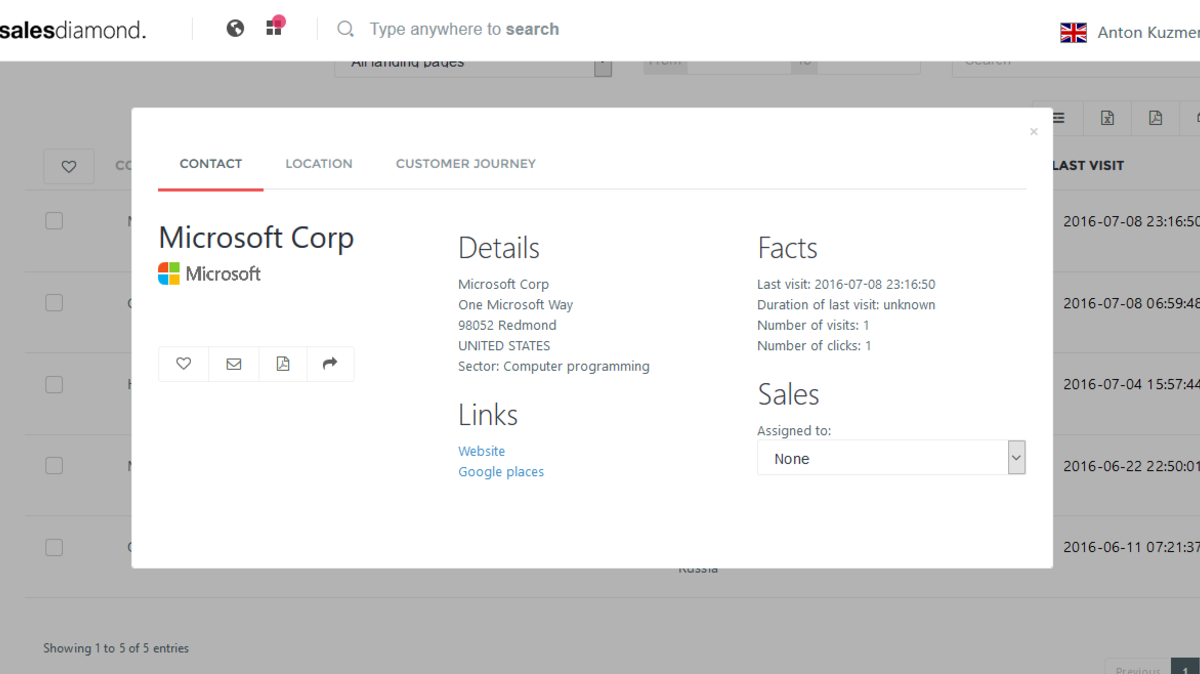 salesdiamond.
Type anywhere to search
Anton Kuzmer
All landing pages
From
To
Search
CONTACT
LOCATION
CUSTOMER JOURNEY
LAST VISIT
Microsoft Corp
Microsoft
Details
Microsoft Corp
One Microsoft Way
98052 Redmond
UNITED STATES
Sector: Computer programming
Links
Website
Google places
Facts
Last visit: 2016-07-08 23:16:50
Duration of last visit: unknown
Number of visits: 1
Number of clicks: 1
Sales
Assigned to:
None
2016-07-08 23:16:50
2016-07-08 06:59:48
2016-07-04 15:57:44
2016-06-22 22:50:01
2016-06-11 07:21:37
Russia
Showing 1 to 5 of 5 entries
Previous
1